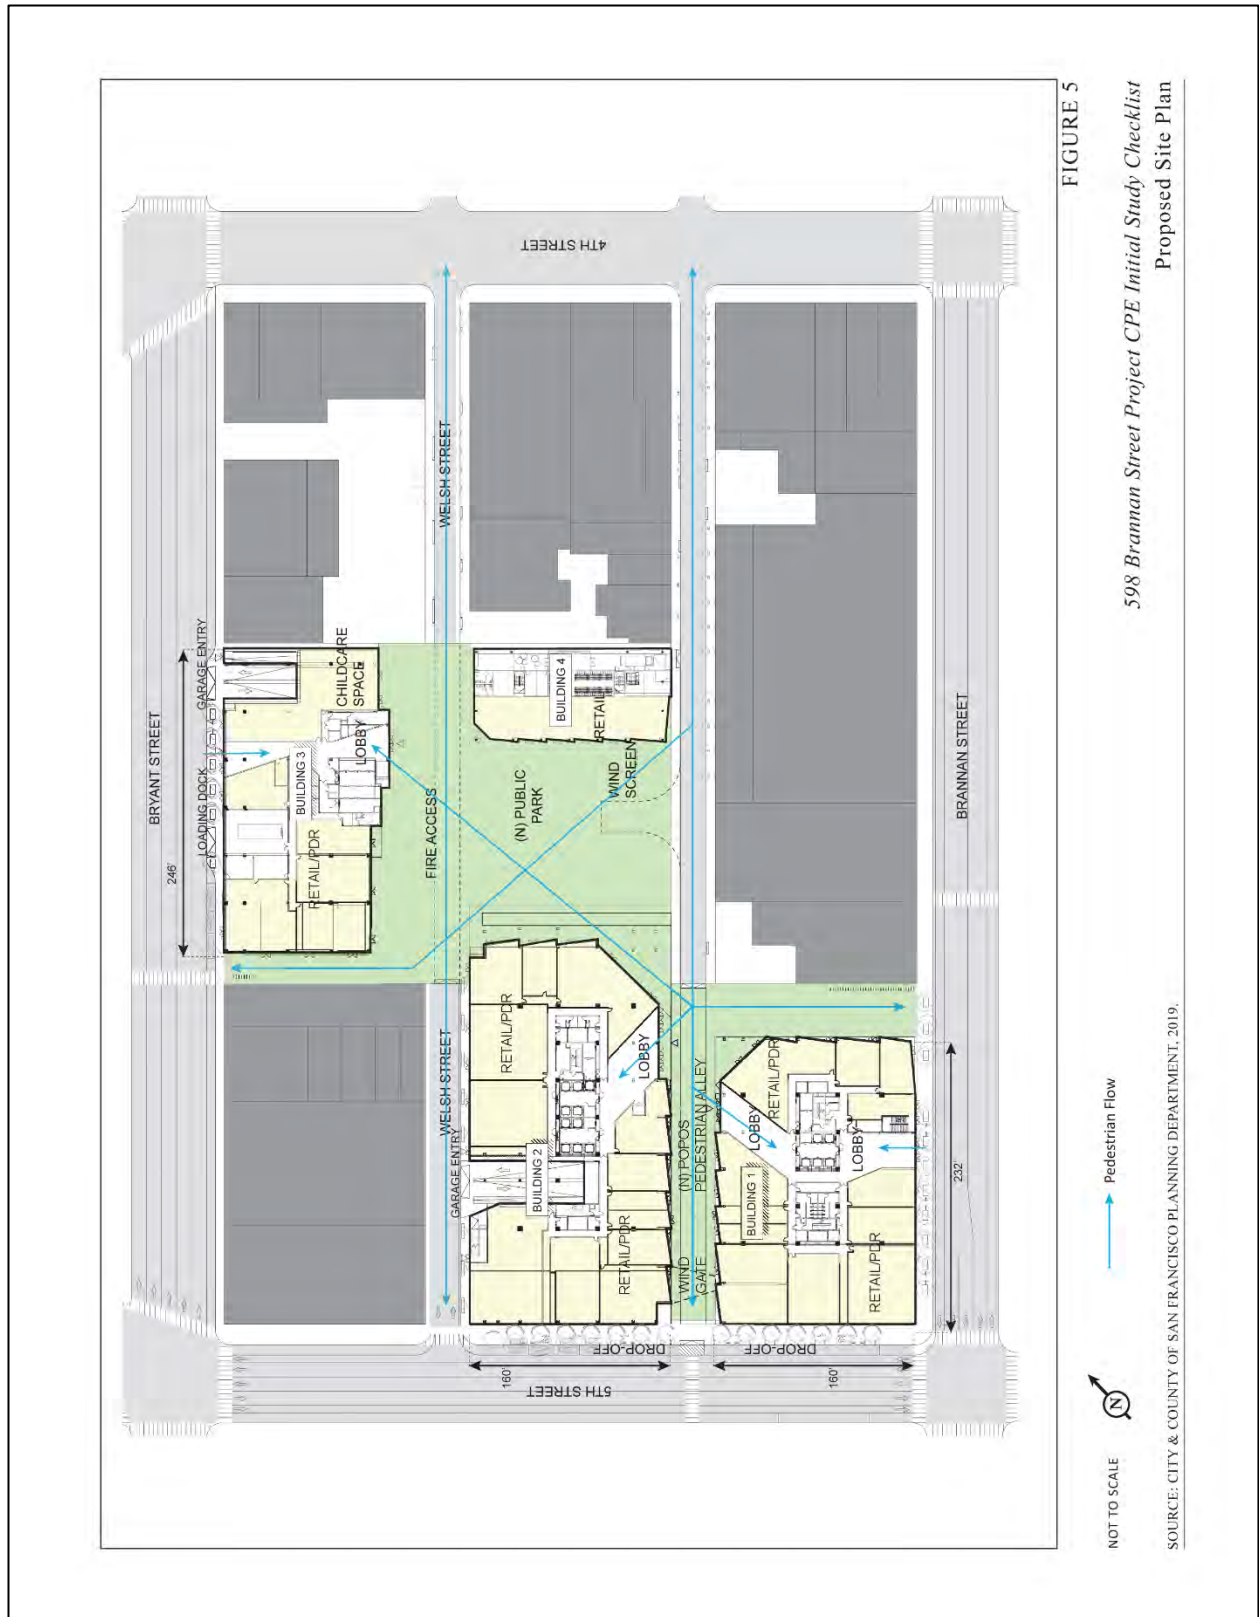 4TH STREET
BRYANT STREET
246'
LOADING DOCK
GARAGE ENTRY
BUILDING 3
LOBBY
CHILDCARE
SPACE
RETAIL/PDR
WELSH STREET
FIRE ACCESS
(N) PUBLIC
PARK
WIND
SCREEN
BUILDING 4
RETAIL
WELSH STREET
GARAGE ENTRY
BUILDING 2
RETAIL/PDR
LOBBY
RETAIL/PDR
(N) POPOS
PEDESTRIAN ALLEY
WIND
GATE
RETAIL/PDR
LOBBY
BUILDING 1
LOBBY
RETAIL/PDR
232'
BRANNAN STREET
DROP-OFF
DROP-OFF
160'
160'
5TH STREET
NOT TO SCALE
N
Pedestrian Flow
SOURCE: CITY & COUNTY OF SAN FRANCISCO PLANNING DEPARTMENT, 2019.
FIGURE 5
598 Brannan Street Project CPE Initial Study Checklist
Proposed Site Plan